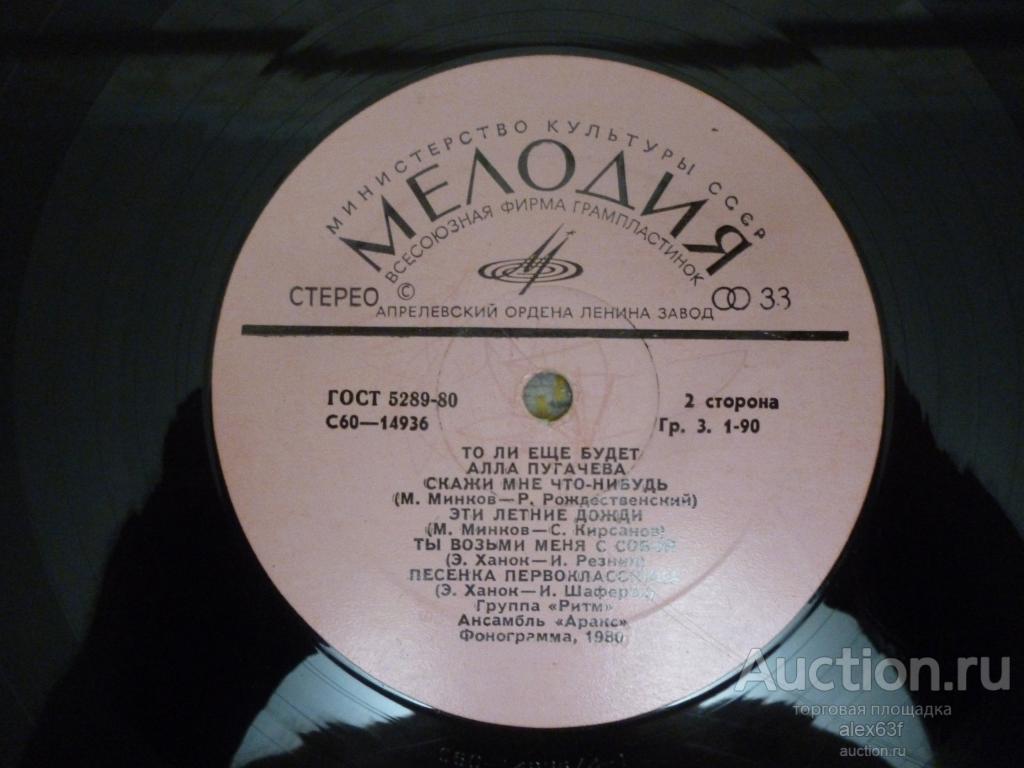 МИНИСТЕРСТВО КУЛЬТУРЫ СССР
МЕЛОДИЯ
ВСЕСОЮЗНАЯ ФИРМА ГРАМПЛАСТИНОК
СТЕРЕО © 33
АПРЕЛЕВСКИЙ ОРДЕНА ЛЕНИНА ЗАВОД
ГОСТ 5289-80 2 сторона
С60—14936 Гр. 3. 1-90
ТО ЛИ ЕЩЕ БУДЕТ
АЛЛА ПУГАЧЕВА
СКАЖИ МНЕ ЧТО-НИБУДЬ
(М. Минков—Р. Рождественский)
ЭТИ ЛЕТНИЕ ДОЖДИ
(М. Минков—С. Кирсанов)
ТЫ ВОЗЬМИ МЕНЯ С СОБОЙ
(Э. Ханок—И. Резник)
ПЕСЕНКА ПЕРВОКЛАССНИКА
(Э. Ханок—И. Шаферан)
Группа «Ритм»
Ансамбль «Аракс»
Фонограмма, 1980
Auction.ru
торговая площадка
alex63f
auction.ru